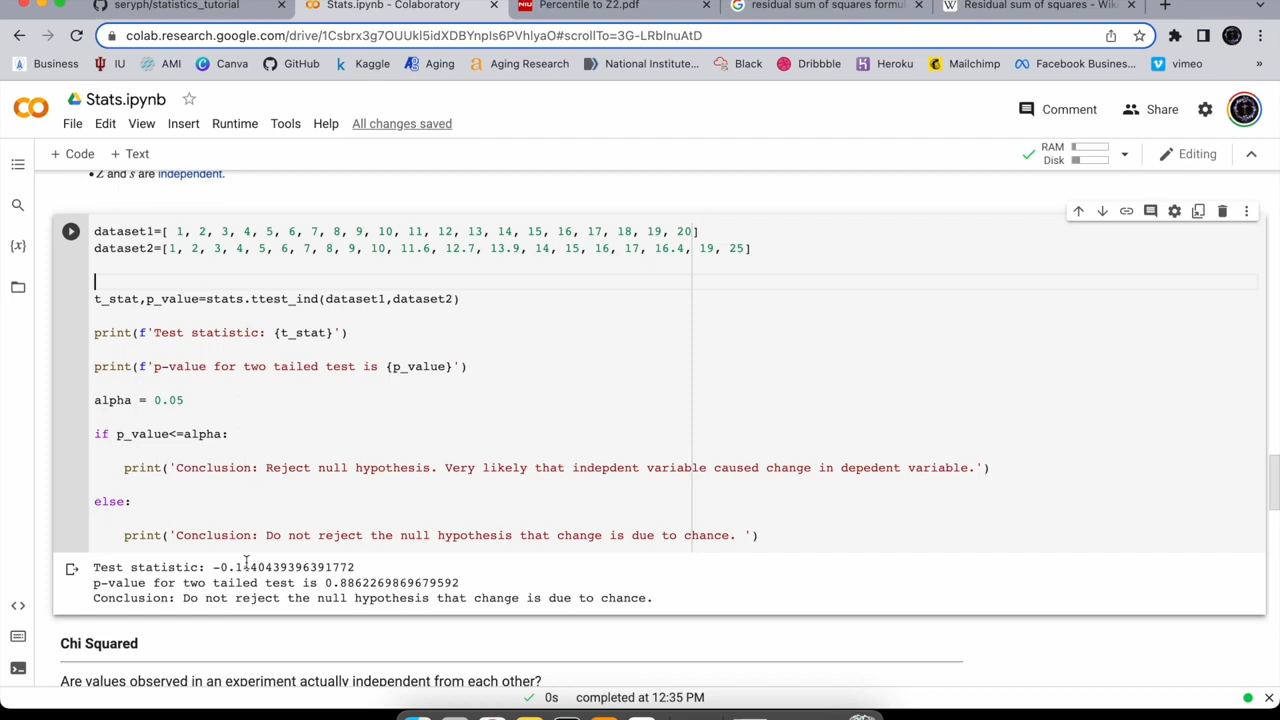 seryph/statistics_tutorial
Stats.ipynb - Colaboratory
NIU
Percentile to Z2.pdf
residual sum of squares formul
Residual sum of squares - Wiki
colab.research.google.com/drive/1Csbrx3g7OUUkl5idXDBYnpIs6PVhlyaO#scrollTo=3G-LRbInuAtD
Business
IU
AMI
Canva
GitHub
Kaggle
Aging
Aging Research
National Institute...
Black
Dribbble
Heroku
Mailchimp
Facebook Business...
vimeo
»
Stats.ipynb
File Edit View Insert Runtime Tools Help All changes saved
Comment
Share
+ Code + Text
RAM
Disk
Editing
• Z and s are independent.
dataset1=[ 1, 2, 3, 4, 5, 6, 7, 8, 9, 10, 11, 12, 13, 14, 15, 16, 17, 18, 19, 20]
dataset2=[1, 2, 3, 4, 5, 6, 7, 8, 9, 10, 11.6, 12.7, 13.9, 14, 15, 16, 17, 16.4, 19, 25]
t_stat,p_value=stats.ttest_ind(dataset1,dataset2)
print(f'Test statistic: {t_stat}')
print(f'p-value for two tailed test is {p_value}')
alpha = 0.05
if p_value<=alpha:
print('Conclusion: Reject null hypothesis. Very likely that indepdent variable caused change in depedent variable.')
else:
print('Conclusion: Do not reject the null hypothesis that change is due to chance. ')
Test statistic: -0.1440439396391772
p-value for two tailed test is 0.8862269869679592
Conclusion: Do not reject the null hypothesis that change is due to chance.
Chi Squared
Are values observed in an experiment actually independent from each other?
0s completed at 12:35 PM